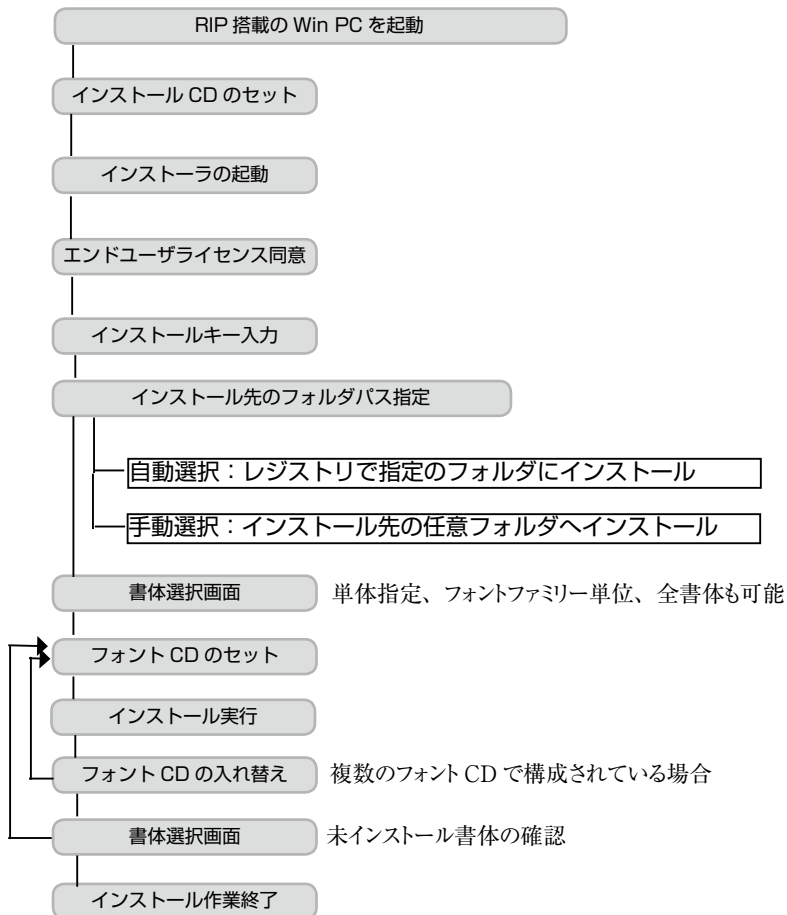 RIP 搭載の Win PC を起動
インストール CD のセット
インストーラの起動
エンドユーザライセンス同意
インストールキー入力
インストール先のフォルダパス指定
自動選択：レジストリで指定のフォルダにインストール
手動選択：インストール先の任意フォルダへインストール
書体選択画面　単体指定、フォントファミリー単位、全書体も可能
フォント CD のセット
インストール実行
フォント CD の入れ替え　複数のフォント CD で構成されている場合
書体選択画面　未インストール書体の確認
インストール作業終了